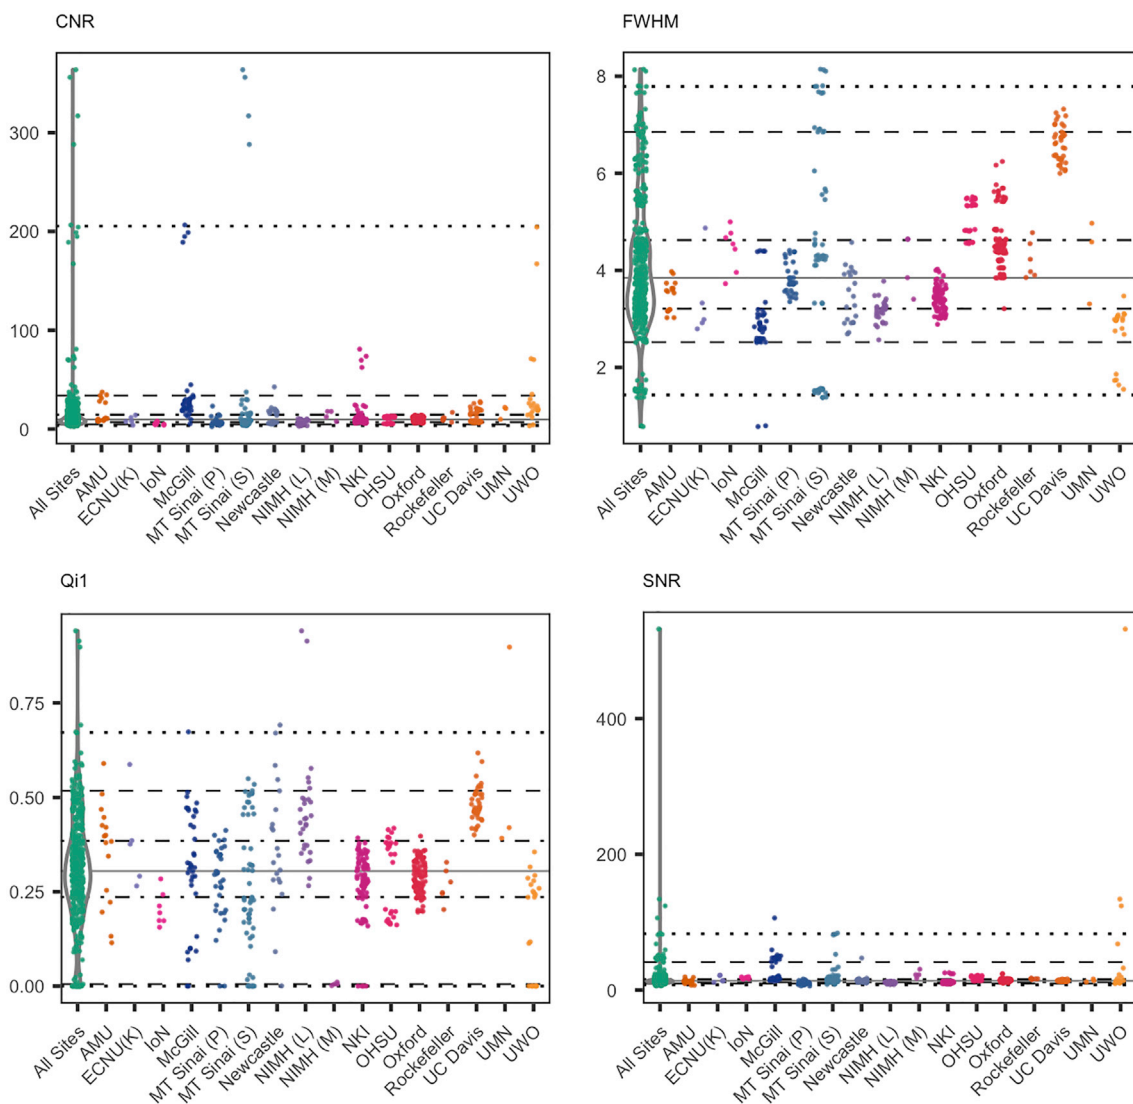 CNR
300
200
100
0
All Sites
AMU
ECNU(K)
IoN
McGill
MT Sinai (P)
MT Sinai (S)
Newcastle
NIMH (L)
NIMH (M)
NKI
OHSU
Oxford
Rockefeller
UC Davis
UMN
UWO
FWHM
8
6
4
2
All Sites
AMU
ECNU(K)
IoN
McGill
MT Sinai (P)
MT Sinai (S)
Newcastle
NIMH (L)
NIMH (M)
NKI
OHSU
Oxford
Rockefeller
UC Davis
UMN
UWO
Qi1
0.75
0.50
0.25
0.00
All Sites
AMU
ECNU(K)
IoN
McGill
MT Sinai (P)
MT Sinai (S)
Newcastle
NIMH (L)
NIMH (M)
NKI
OHSU
Oxford
Rockefeller
UC Davis
UMN
UWO
SNR
400
200
0
All Sites
AMU
ECNU(K)
IoN
McGill
MT Sinai (P)
MT Sinai (S)
Newcastle
NIMH (L)
NIMH (M)
NKI
OHSU
Oxford
Rockefeller
UC Davis
UMN
UWO